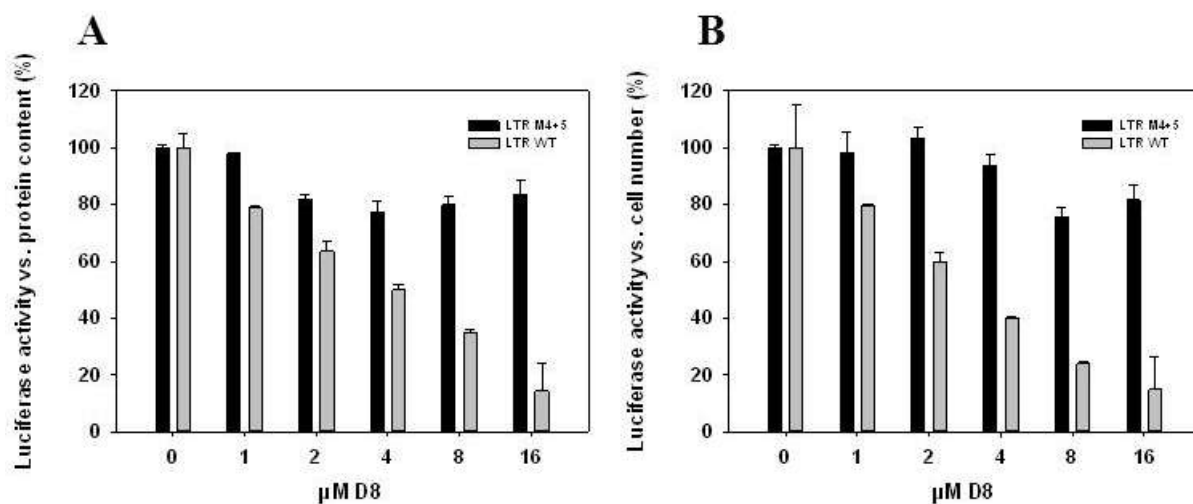 A
Luciferase activity vs. protein content (%)
120
100
80
60
40
20
0
LTR M4+5
LTR WT
0 1 2 4 8 16
µM D8
B
Luciferase activity vs. cell number (%)
120
100
80
60
40
20
0
LTR M4+5
LTR WT
0 1 2 4 8 16
µM D8